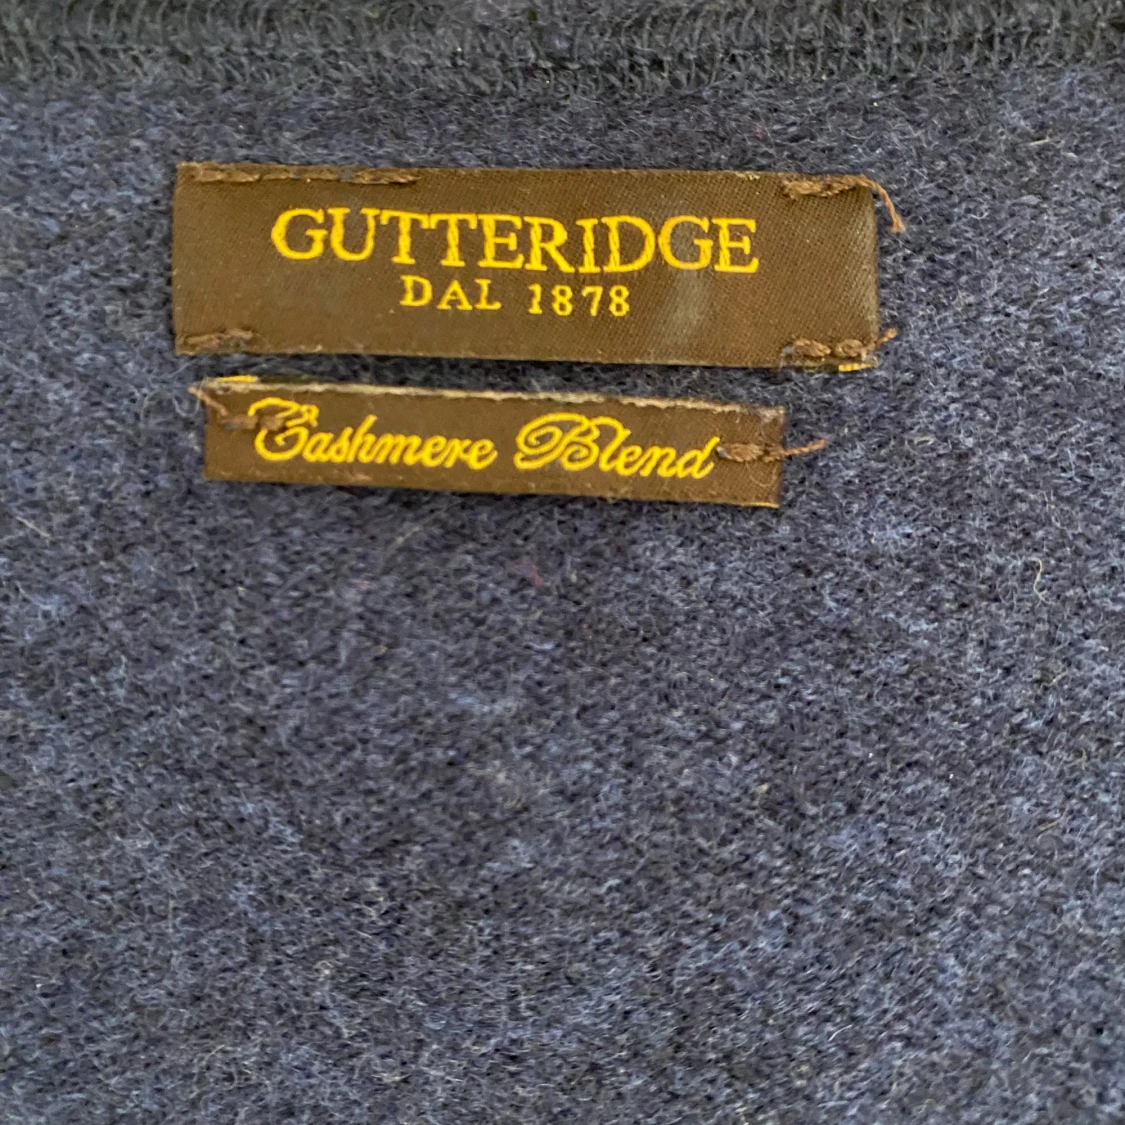 GUTTERIDGE
DAL 1878
Cashmere Blend